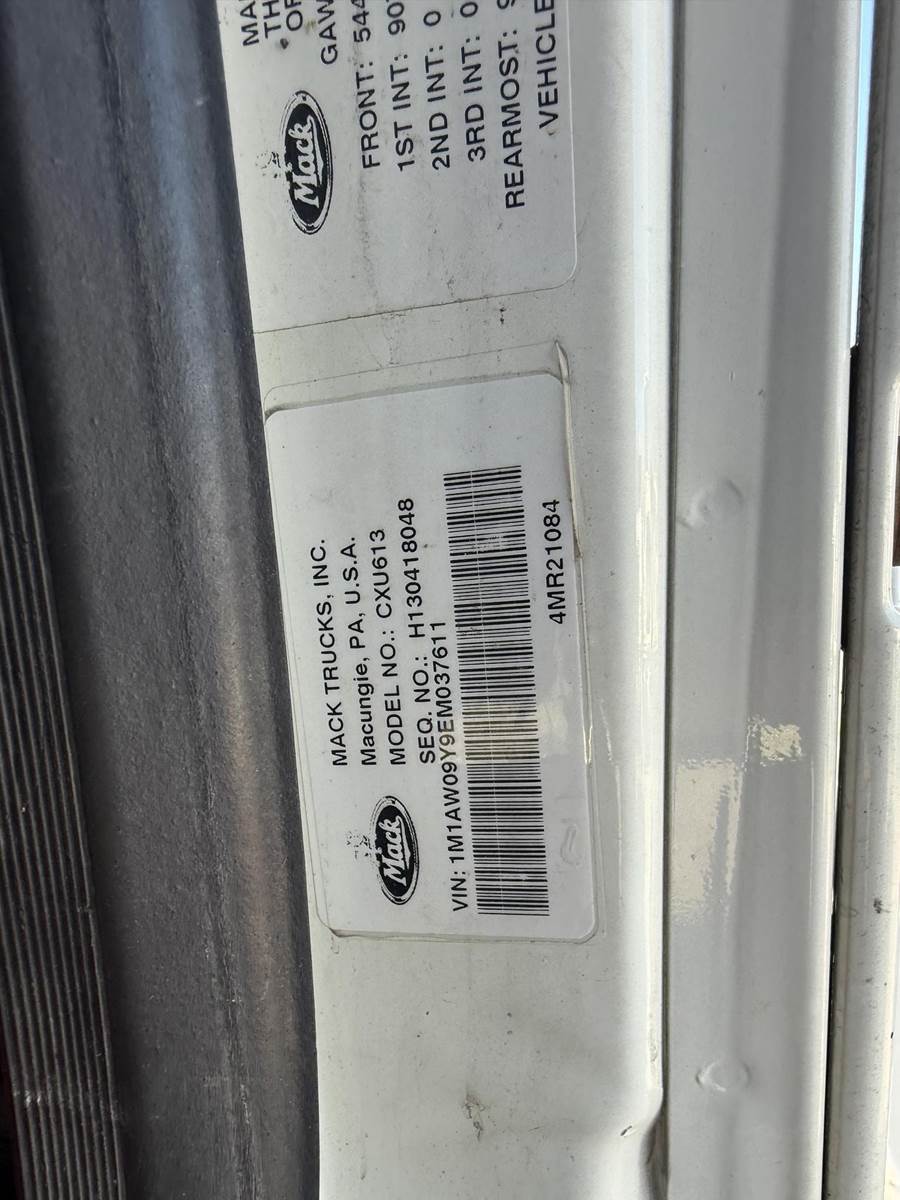 Mack
MACK TRUCKS, INC.
Macungie, PA, U.S.A.
MODEL NO.: CXU613
SEQ. NO.: H130418048
VIN: 1M1AW09Y9EM037611
4MR21084
Mack
FRONT: 544
1ST INT: 90
2ND INT: 0
3RD INT: 0
REARMOST:
VEHICLE